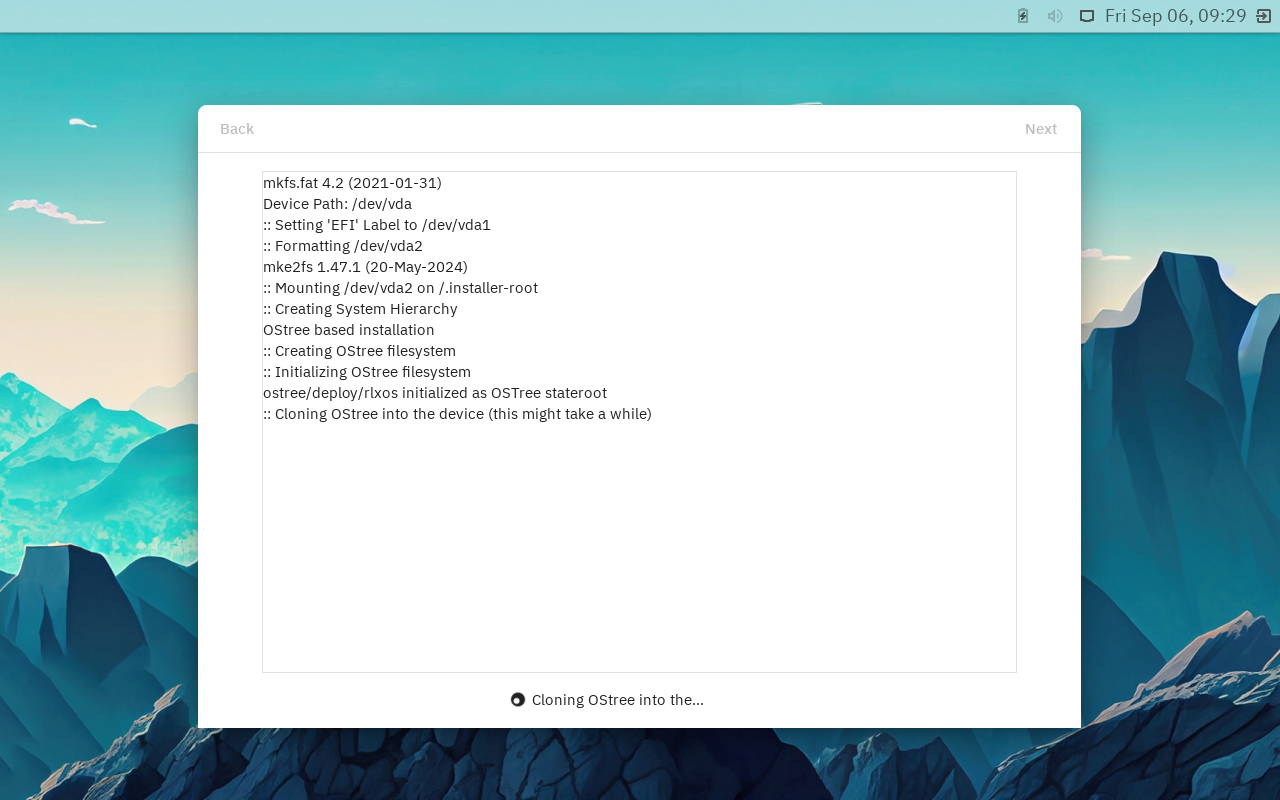 Fri Sep 06, 09:29
Back
Next
mkfs.fat 4.2 (2021-01-31)
Device Path: /dev/vda
:: Setting 'EFI' Label to /dev/vda1
:: Formatting /dev/vda2
mke2fs 1.47.1 (20-May-2024)
:: Mounting /dev/vda2 on /.installer-root
:: Creating System Hierarchy
OStree based installation
:: Creating OStree filesystem
:: Initializing OStree filesystem
ostree/deploy/rlxos initialized as OSTree stateroot
:: Cloning OStree into the device (this might take a while)
Cloning OStree into the...